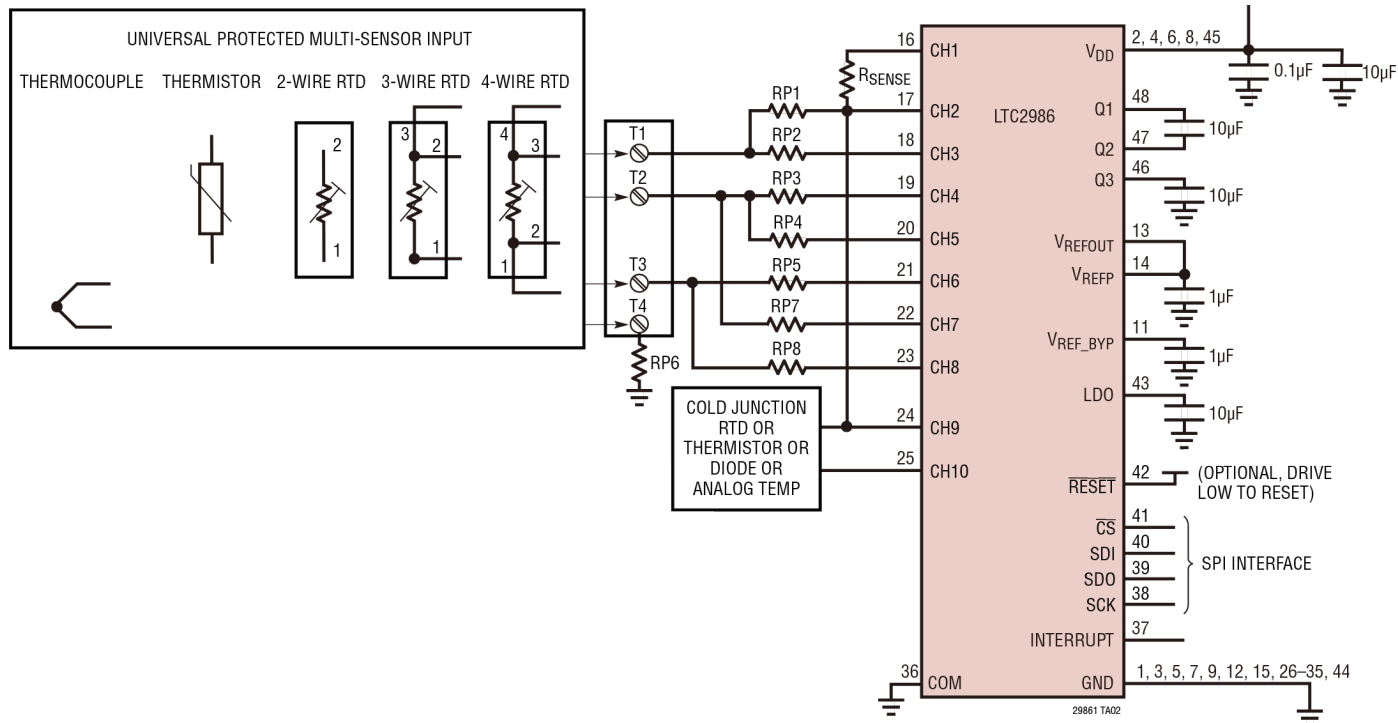 UNIVERSAL PROTECTED MULTI-SENSOR INPUT
THERMOCOUPLE THERMISTOR 2-WIRE RTD 3-WIRE RTD 4-WIRE RTD
2
1
3
2
1
4
3
2
1
T1
T2
T3
T4
RP6
RP1
RP2
RP3
RP4
RP5
RP7
RP8
RSENSE
COLD JUNCTION
RTD OR
THERMISTOR OR
DIODE OR
ANALOG TEMP
16 CH1
17 CH2
18 CH3
19 CH4
20 CH5
21 CH6
22 CH7
23 CH8
24 CH9
25 CH10
36 COM
LTC2986
VDD 2, 4, 6, 8, 45
0.1µF
10µF
Q1 48
10µF
Q2 47
Q3 46
10µF
VREFOUT 13
VREFP 14
1µF
VREF_BYP 11
1µF
LDO 43
10µF
RESET 42
(OPTIONAL, DRIVE
LOW TO RESET)
CS 41
SDI 40
SDO 39
SCK 38
SPI INTERFACE
INTERRUPT 37
GND 1, 3, 5, 7, 9, 12, 15, 26–35, 44
29861 TA02